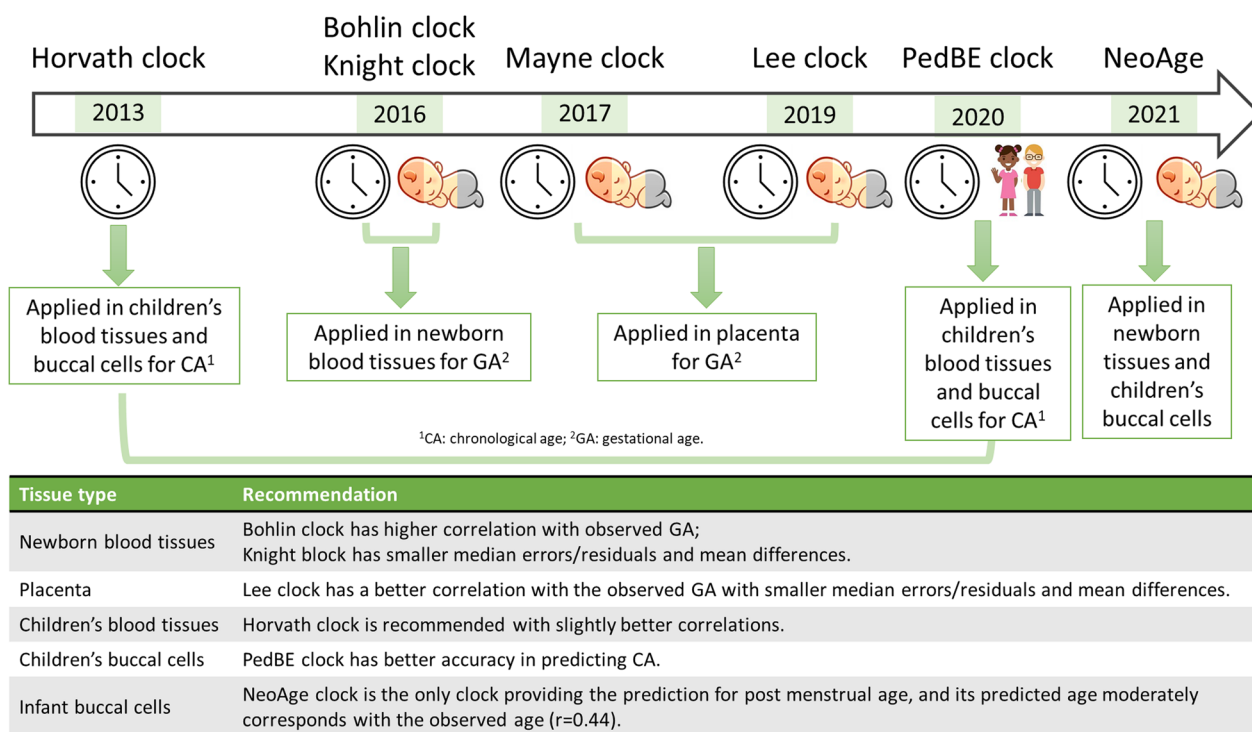 Horvath clock
Bohlin clock
Knight clock
Mayne clock
Lee clock
PedBE clock
NeoAge
2013
2016
2017
2019
2020
2021
Applied in children's
blood tissues and
buccal cells for CA¹
Applied in newborn
blood tissues for GA²
Applied in placenta
for GA²
Applied in
children's
blood tissues
and buccal
cells for CA¹
Applied in
newborn
tissues and
children's
buccal cells
¹CA: chronological age; ²GA: gestational age.
Tissue type Recommendation
Newborn blood tissues
Bohlin clock has higher correlation with observed GA;
Knight block has smaller median errors/residuals and mean differences.
Placenta
Lee clock has a better correlation with the observed GA with smaller median errors/residuals and mean differences.
Children's blood tissues
Horvath clock is recommended with slightly better correlations.
Children's buccal cells
PedBE clock has better accuracy in predicting CA.
Infant buccal cells
NeoAge clock is the only clock providing the prediction for post menstrual age, and its predicted age moderately
corresponds with the observed age (r=0.44).